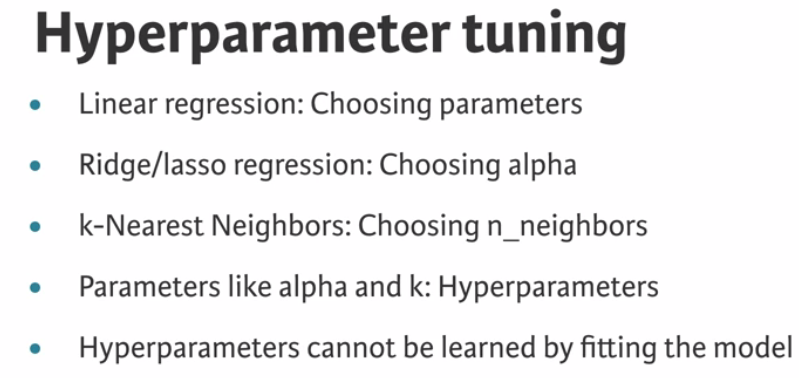 Hyperparameter tuning
• Linear regression: Choosing parameters
• Ridge/lasso regression: Choosing alpha
• k-Nearest Neighbors: Choosing n_neighbors
• Parameters like alpha and k: Hyperparameters
• Hyperparameters cannot be learned by fitting the model